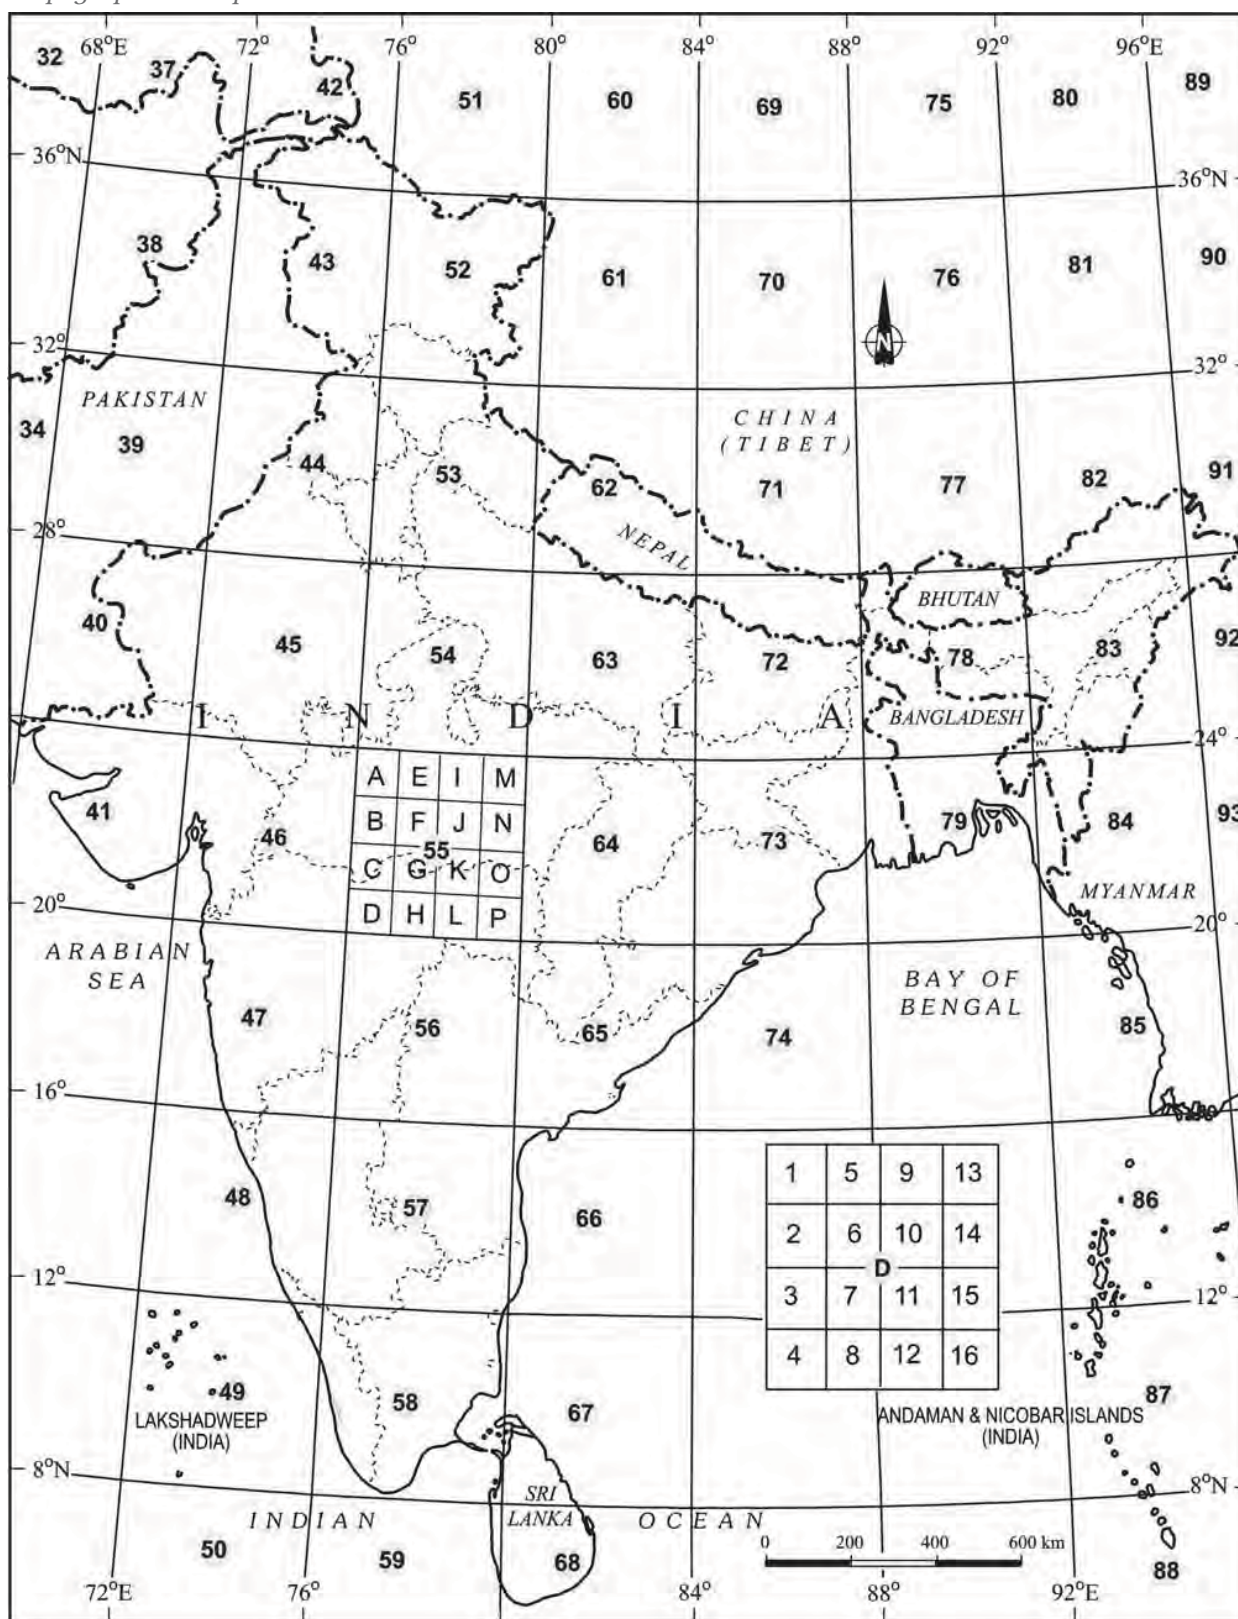 68°E 72° 76° 80° 84° 88° 92° 96°E
32 37 42 51 60 69 75 80 89
36°N 36°N
38 43 52 61 70 76 81 90
32° 32°
PAKISTAN
CHINA
(TIBET)
34 39 44 53 62 71 77 82 91
28° 28°
NEPAL
BHUTAN
40 45 54 63 72 78 83 92
I N D I A
BANGLADESH
24°
A E I M
B F J N
55
C G K O
D H L P
41 46 64 73 79 84 93
MYANMAR
20° 20°
ARABIAN
SEA
BAY OF
BENGAL
47 56 65 74 85
16°
1 5 9 13
2 6 10 14
D
3 7 11 15
4 8 12 16
48 57 66 86
12° 12°
49 58 67 87
LAKSHADWEEP
(INDIA)
ANDAMAN & NICOBAR ISLANDS
(INDIA)
8°N 8°N
SRI
LANKA
INDIAN OCEAN
0 200 400 600 km
50 59 68 88
72°E 76° 84° 88° 92°E